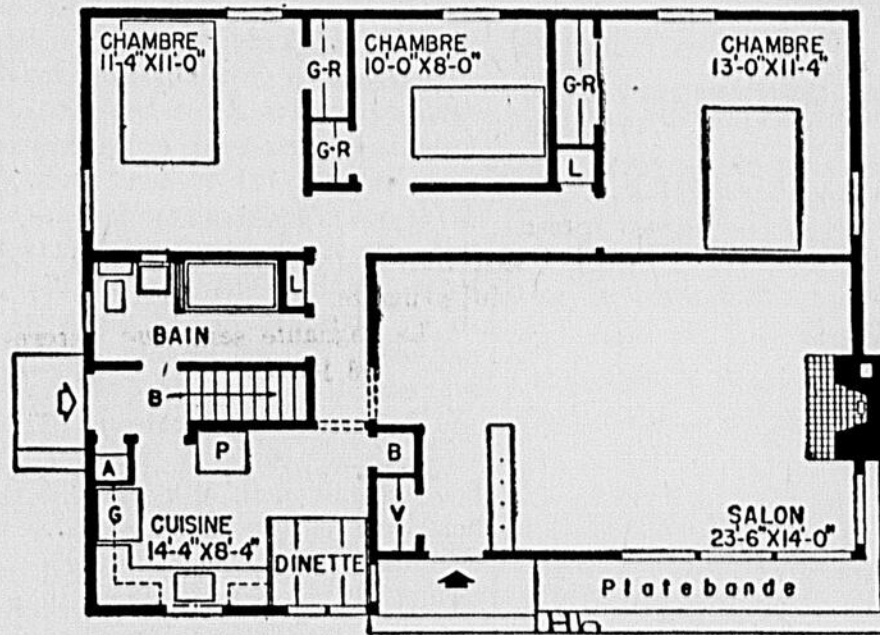 CHAMBRE
11'-4"X11'-0"
G-R
CHAMBRE
10'-0"X8'-0"
G-R
CHAMBRE
13'-0"X11'-4"
G-R
L
L
BAIN
B
P
B
A
G
V
CUISINE
14'-4"X8'-4"
DINETTE
SALON
23'-6"X14'-0"
Platebande